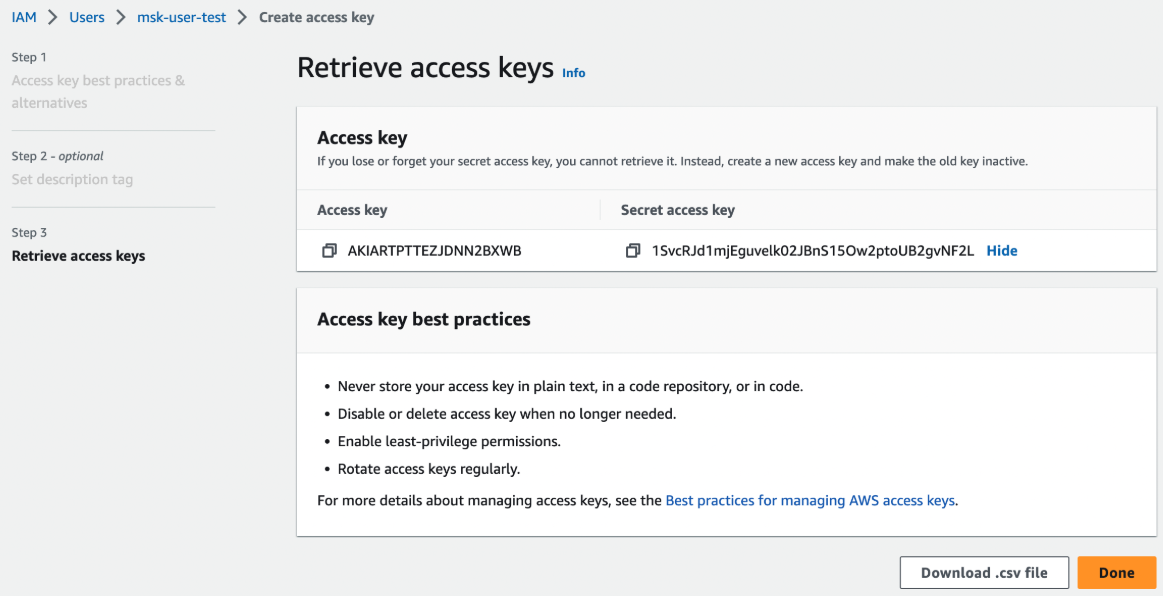 IAM > Users > msk-user-test > Create access key
Step 1
Access key best practices &
alternatives
Step 2 - optional
Set description tag
Step 3
Retrieve access keys
Retrieve access keys Info
Access key
If you lose or forget your secret access key, you cannot retrieve it. Instead, create a new access key and make the old key inactive.
Access key Secret access key
AKIARTPTTEZJDNN2BXWB 1SvcRJd1mjEguvelk02JBnS15Ow2ptoUB2gvNF2L Hide
Access key best practices
• Never store your access key in plain text, in a code repository, or in code.
• Disable or delete access key when no longer needed.
• Enable least-privilege permissions.
• Rotate access keys regularly.
For more details about managing access keys, see the Best practices for managing AWS access keys.
Download .csv file Done